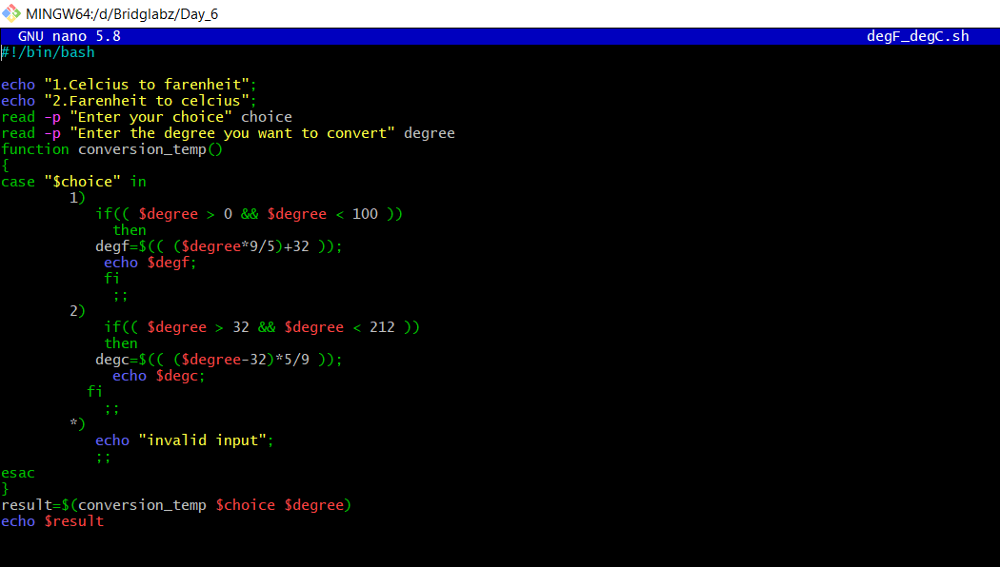 MINGW64:/d/Bridglabz/Day_6
GNU nano 5.8 degF_degC.sh
#!/bin/bash
echo "1.Celcius to farenheit";
echo "2.Farenheit to celcius";
read -p "Enter your choice" choice
read -p "Enter the degree you want to convert" degree
function conversion_temp()
{
case "$choice" in
1)
if(( $degree > 0 && $degree < 100 ))
then
degf=$(( ($degree*9/5)+32 ));
echo $degf;
fi
;;
2)
if(( $degree > 32 && $degree < 212 ))
then
degc=$(( ($degree-32)*5/9 ));
echo $degc;
fi
;;
*)
echo "invalid input";
;;
esac
}
result=$(conversion_temp $choice $degree)
echo $result